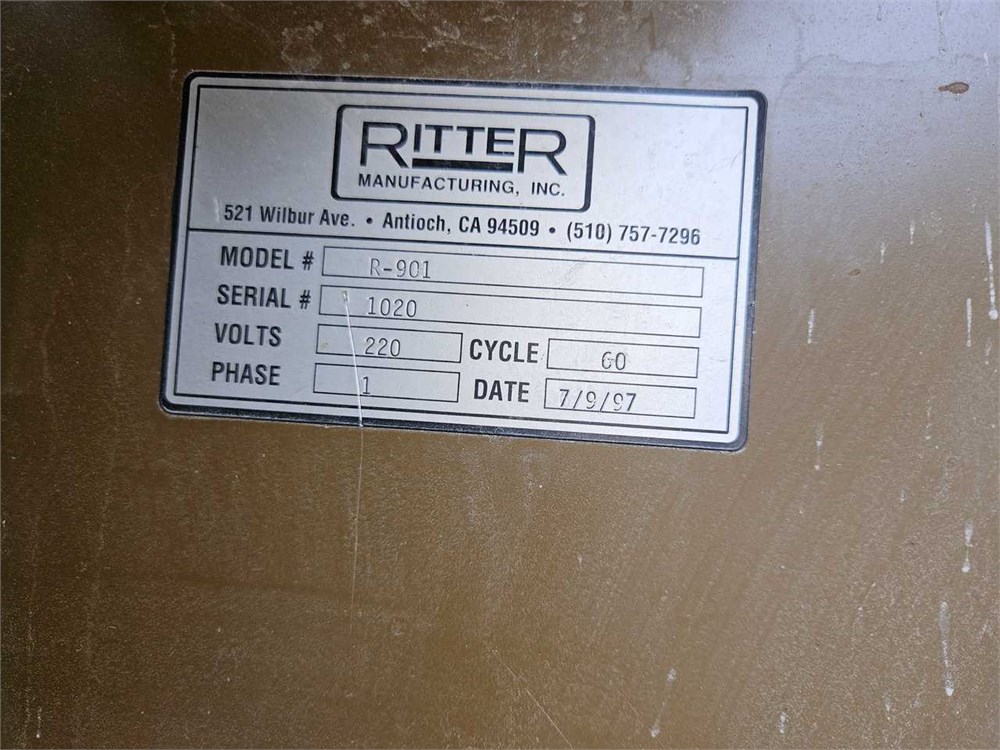 RITTER
MANUFACTURING, INC.
521 Wilbur Ave. • Antioch, CA 94509 • (510) 757-7296
MODEL # R-901
SERIAL # 1020
VOLTS 220 CYCLE 60
PHASE 1 DATE 7/9/97